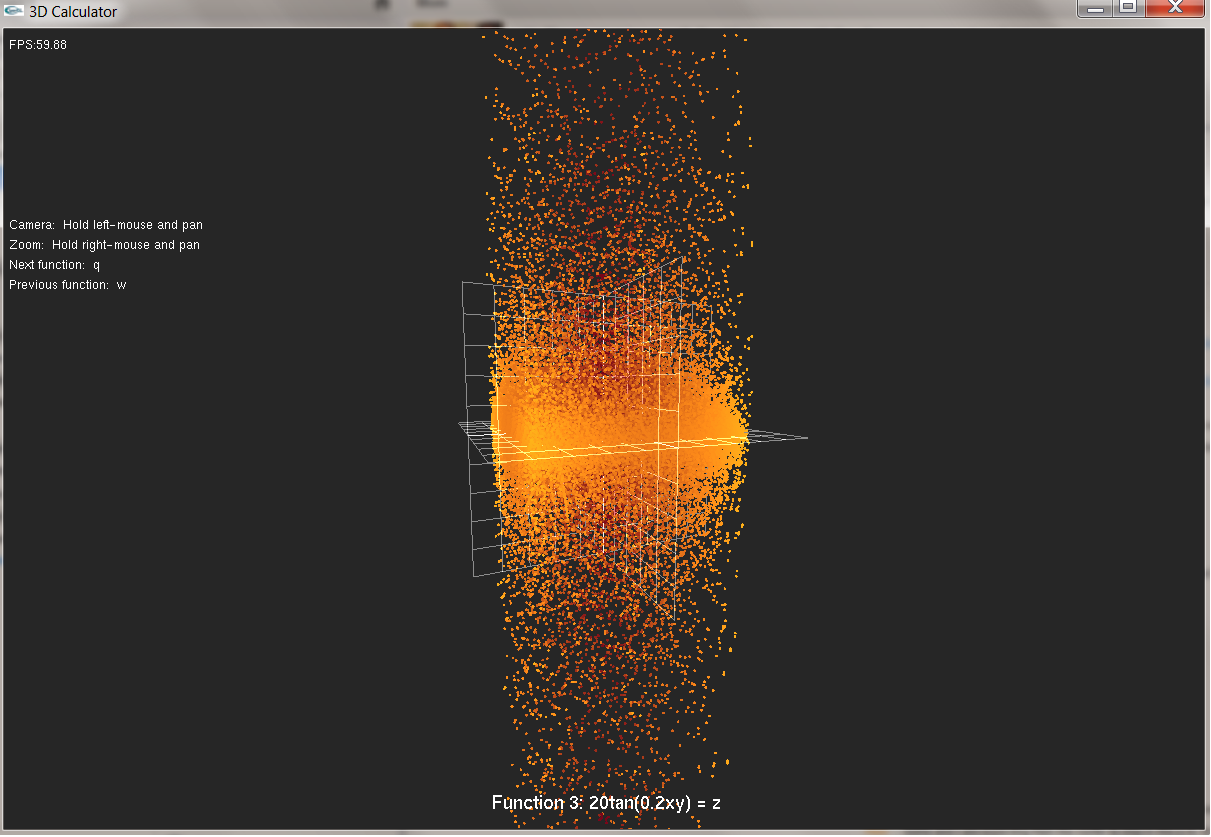 3D Calculator
FPS:59.88
Camera: Hold left-mouse and pan
Zoom: Hold right-mouse and pan
Next function: q
Previous function: w
Function 3: 20tan(0.2xy) = z